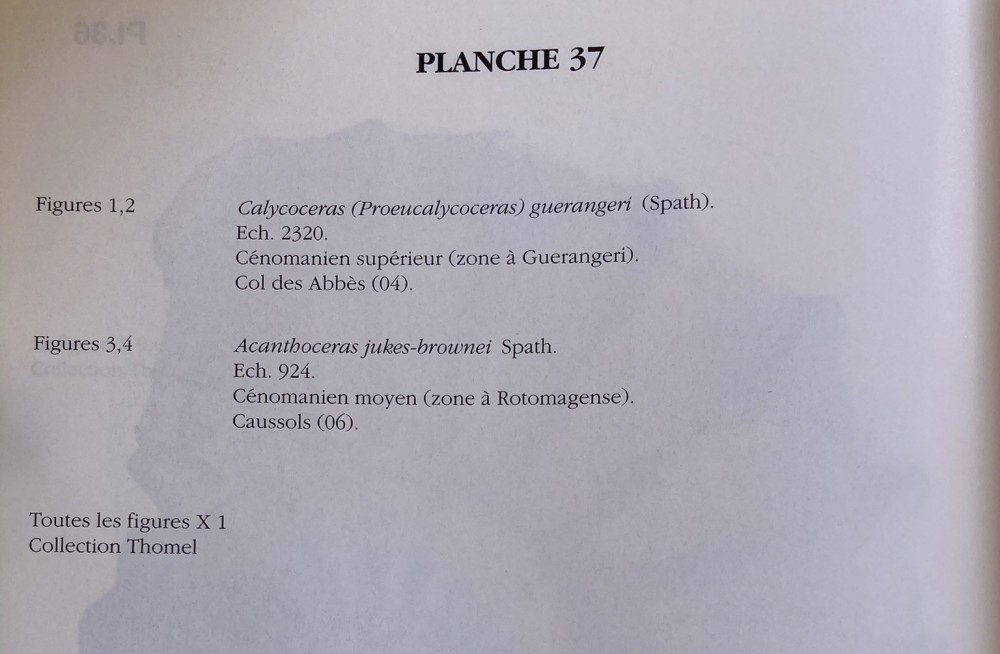 Pl.36
PLANCHE 37
Figures 1,2
Calycoceras (Proeucalycoceras) guerangeri (Spath).
Ech. 2320.
Cénomanien supérieur (zone à Guerangeri).
Col des Abbès (04).
Figures 3,4
Acanthoceras jukes-brownei Spath.
Ech. 924.
Cénomanien moyen (zone à Rotomagense).
Caussols (06).
Toutes les figures X 1
Collection Thomel